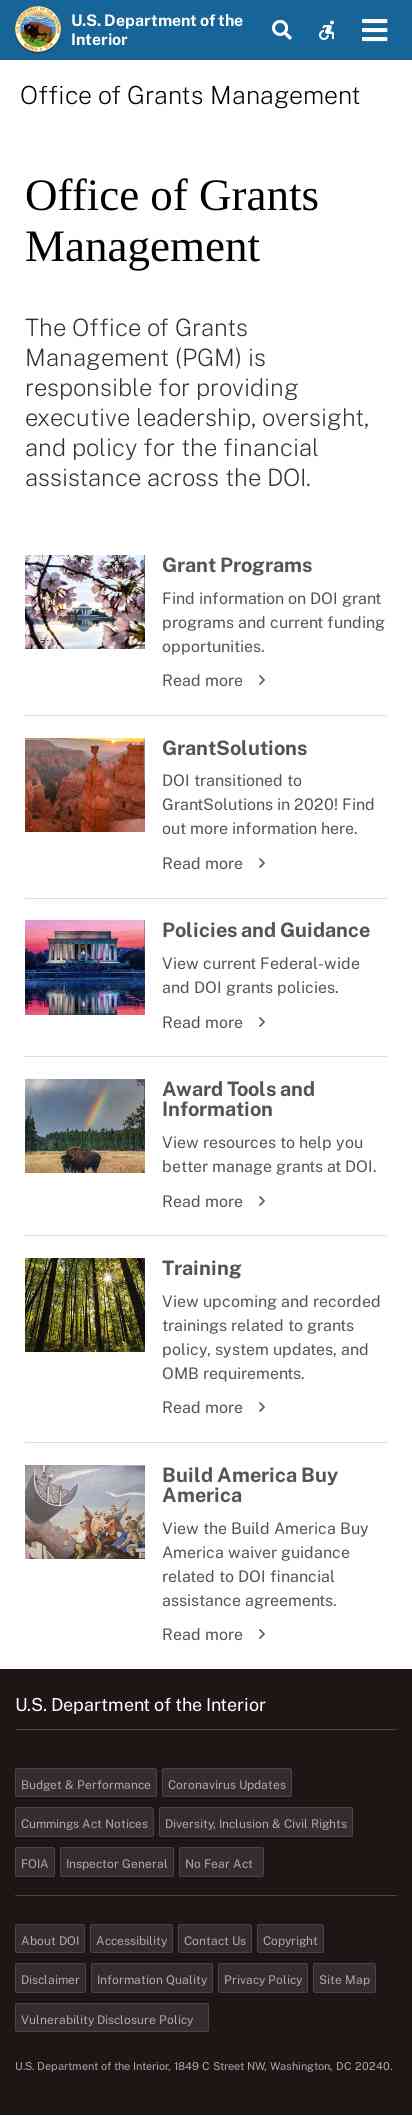 U.S. Department of the
Interior
Office of Grants Management
Office of Grants
Management
The Office of Grants
Management (PGM) is
responsible for providing
executive leadership, oversight,
and policy for the financial
assistance across the DOI.
Grant Programs
Find information on DOI grant
programs and current funding
opportunities.
Read more
GrantSolutions
DOI transitioned to
GrantSolutions in 2020! Find
out more information here.
Read more
Policies and Guidance
View current Federal-wide
and DOI grants policies.
Read more
Award Tools and
Information
View resources to help you
better manage grants at DOI.
Read more
Training
View upcoming and recorded
trainings related to grants
policy, system updates, and
OMB requirements.
Read more
Build America Buy
America
View the Build America Buy
America waiver guidance
related to DOI financial
assistance agreements.
Read more
U.S. Department of the Interior
Budget & Performance Coronavirus Updates
Cummings Act Notices Diversity, Inclusion & Civil Rights
FOIA Inspector General No Fear Act
About DOI Accessibility Contact Us Copyright
Disclaimer Information Quality Privacy Policy Site Map
Vulnerability Disclosure Policy
U.S. Department of the Interior, 1849 C Street NW, Washington, DC 20240.